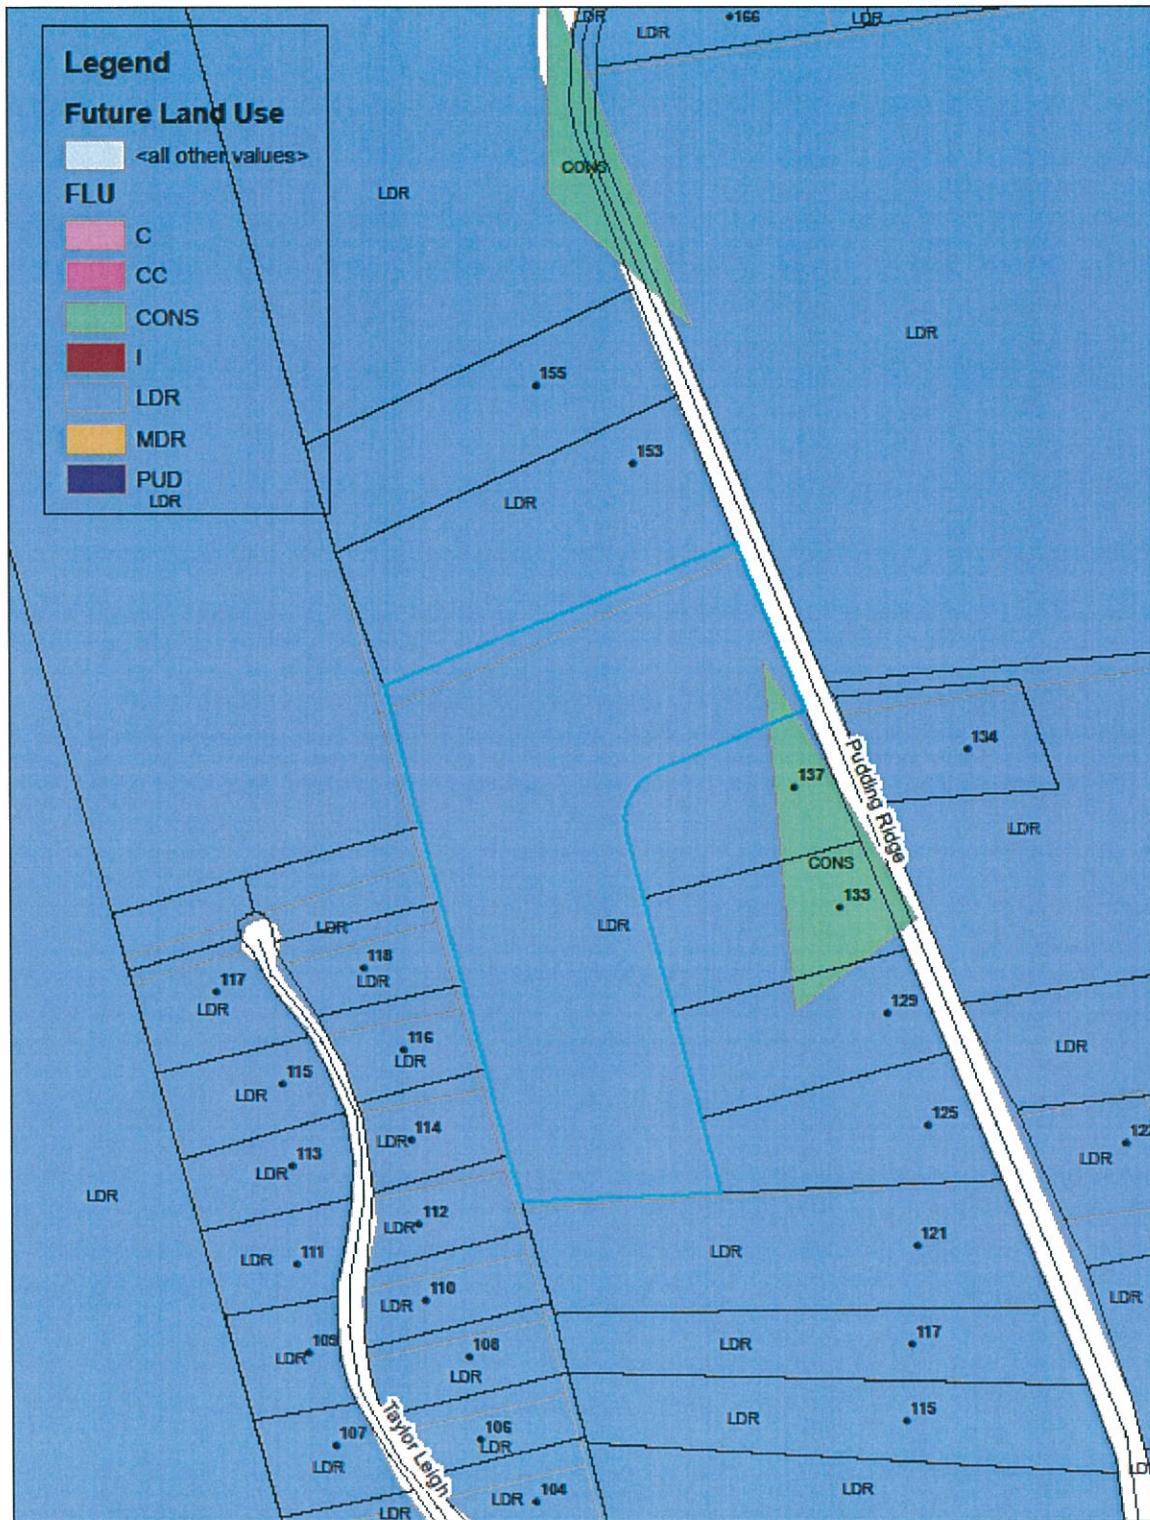 Legend
Future Land Use
<all other values>
FLU
C
CC
CONS
I
LDR
MDR
PUD
LDR
LDR
LDR
166
LDR
CONS
LDR
LDR
155
153
LDR
134
Pudding Ridge
137
LDR
CONS
133
LDR
LDR
118
LDR
117
LDR
129
116
LDR
LDR
115
LDR
114
LDR
125
122
LDR
113
LDR
LDR
112
LDR
121
LDR
111
LDR
110
LDR
LDR
109
LDR
108
LDR
117
LDR
115
LDR
107
LDR
106
LDR
Taylor Leigh
104
LDR
LDR
LDR